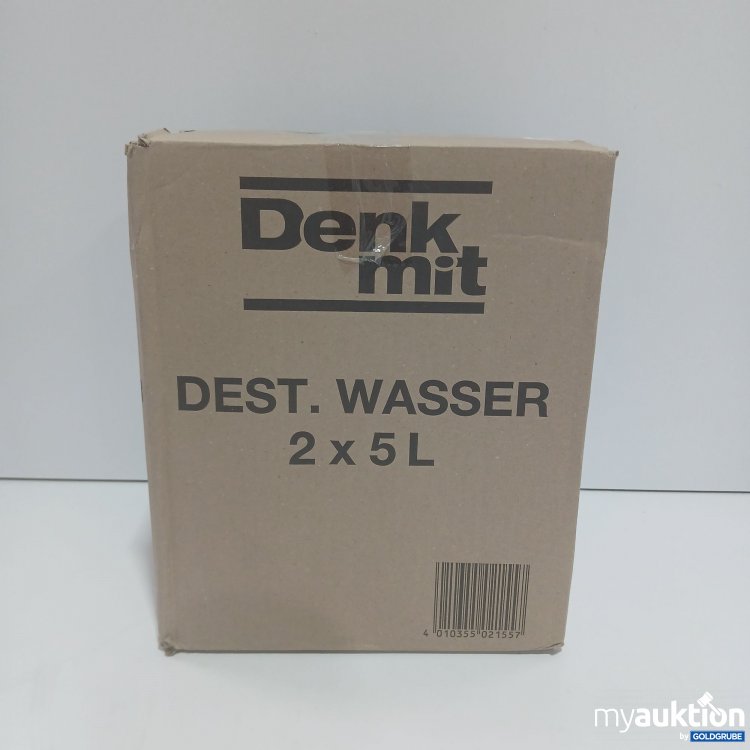 Denk
mit
DEST. WASSER
2 x 5 L
4 010355 021557
myauktion
by GOLDGRUBE